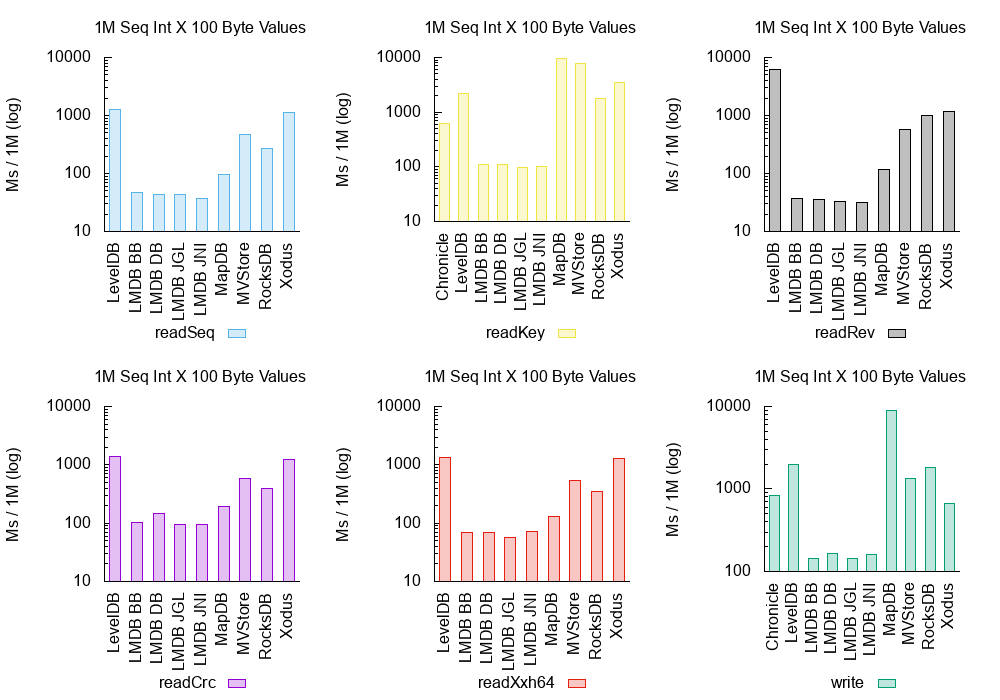 1M Seq Int X 100 Byte Values
Ms / 1M (log)
10000
1000
100
10
LevelDB
LMDB BB
LMDB DB
LMDB JGL
LMDB JNI
MapDB
MVStore
RocksDB
Xodus
readSeq
1M Seq Int X 100 Byte Values
Ms / 1M (log)
10000
1000
100
10
Chronicle
LevelDB
LMDB BB
LMDB DB
LMDB JGL
LMDB JNI
MapDB
MVStore
RocksDB
Xodus
readKey
1M Seq Int X 100 Byte Values
Ms / 1M (log)
10000
1000
100
10
LevelDB
LMDB BB
LMDB DB
LMDB JGL
LMDB JNI
MapDB
MVStore
RocksDB
Xodus
readRev
1M Seq Int X 100 Byte Values
Ms / 1M (log)
10000
1000
100
10
LevelDB
LMDB BB
LMDB DB
LMDB JGL
LMDB JNI
MapDB
MVStore
RocksDB
Xodus
readCrc
1M Seq Int X 100 Byte Values
Ms / 1M (log)
10000
1000
100
10
LevelDB
LMDB BB
LMDB DB
LMDB JGL
LMDB JNI
MapDB
MVStore
RocksDB
Xodus
readXxh64
1M Seq Int X 100 Byte Values
Ms / 1M (log)
10000
1000
100
Chronicle
LevelDB
LMDB BB
LMDB DB
LMDB JGL
LMDB JNI
MapDB
MVStore
RocksDB
Xodus
write